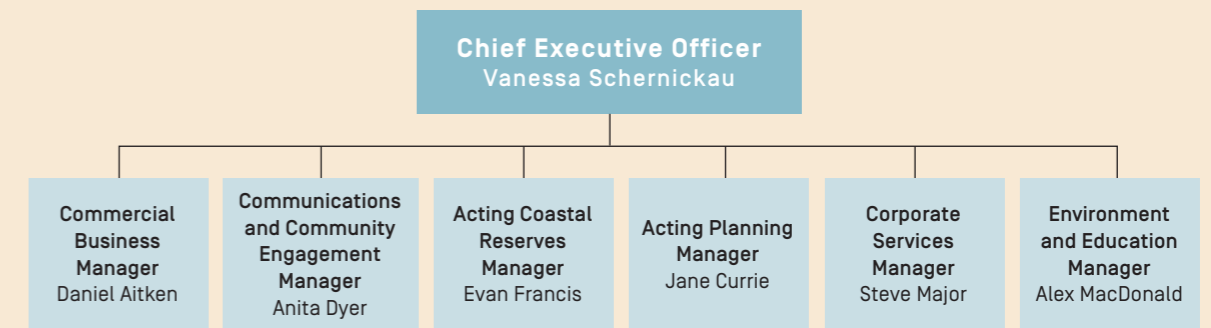 Chief Executive Officer
Vanessa Schernickau
Commercial
Business
Manager
Daniel Aitken
Communications
and Community
Engagement
Manager
Anita Dyer
Acting Coastal
Reserves
Manager
Evan Francis
Acting Planning
Manager
Jane Currie
Corporate
Services
Manager
Steve Major
Environment
and Education
Manager
Alex MacDonald